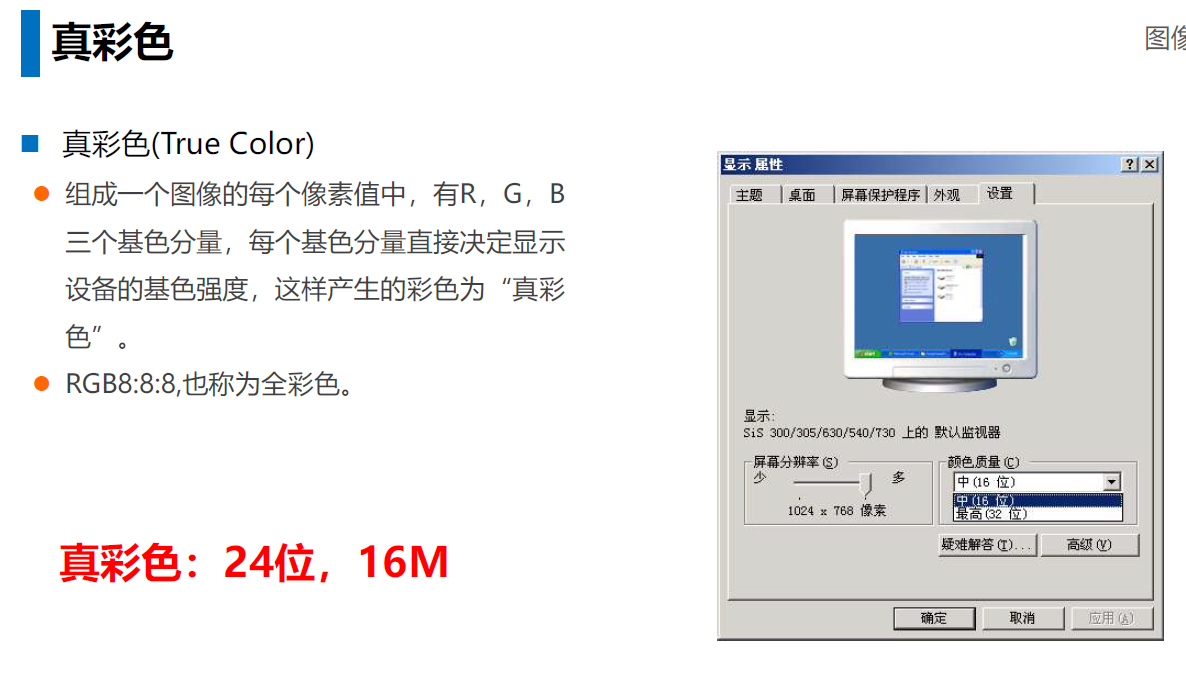 真彩色
图像
真彩色(True Color)
组成一个图像的每个像素值中，有R，G，B
三个基色分量，每个基色分量直接决定显示
设备的基色强度，这样产生的彩色为“真彩
色”。
RGB8:8:8,也称为全彩色。
真彩色：24位，16M
显示 属性
主题 桌面 屏幕保护程序 外观 设置
显示:
SiS 300/305/630/540/730 上的 默认监视器
屏幕分辨率(S)
少 多
1024 x 768 像素
颜色质量(C)
中(16 位)
中(16 位)
最高(32 位)
疑难解答(T)... 高级(V)
确定 取消 应用(A)